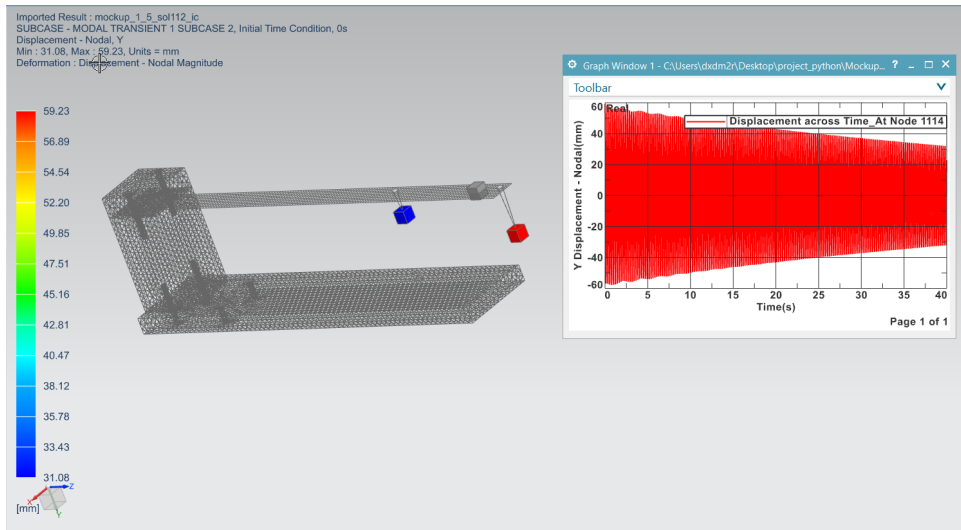 Imported Result : mockup_1_5_sol112_ic
SUBCASE - MODAL TRANSIENT 1 SUBCASE 2, Initial Time Condition, 0s
Displacement - Nodal, Y
Min : 31.08, Max : 59.23, Units = mm
Deformation : Displacement - Nodal Magnitude
59.23
56.89
54.54
52.20
49.85
47.51
45.16
42.81
40.47
38.12
35.78
33.43
31.08
[mm]
X
Y
Z
Graph Window 1 - C:\Users\dxdm2r\Desktop\project_python\Mockup... ? _ □ X
Toolbar
Real
Displacement across Time_At Node 1114
Y Displacement - Nodal(mm)
60
40
20
0
-20
-40
-60
0 5 10 15 20 25 30 35 40
Time(s)
Page 1 of 1